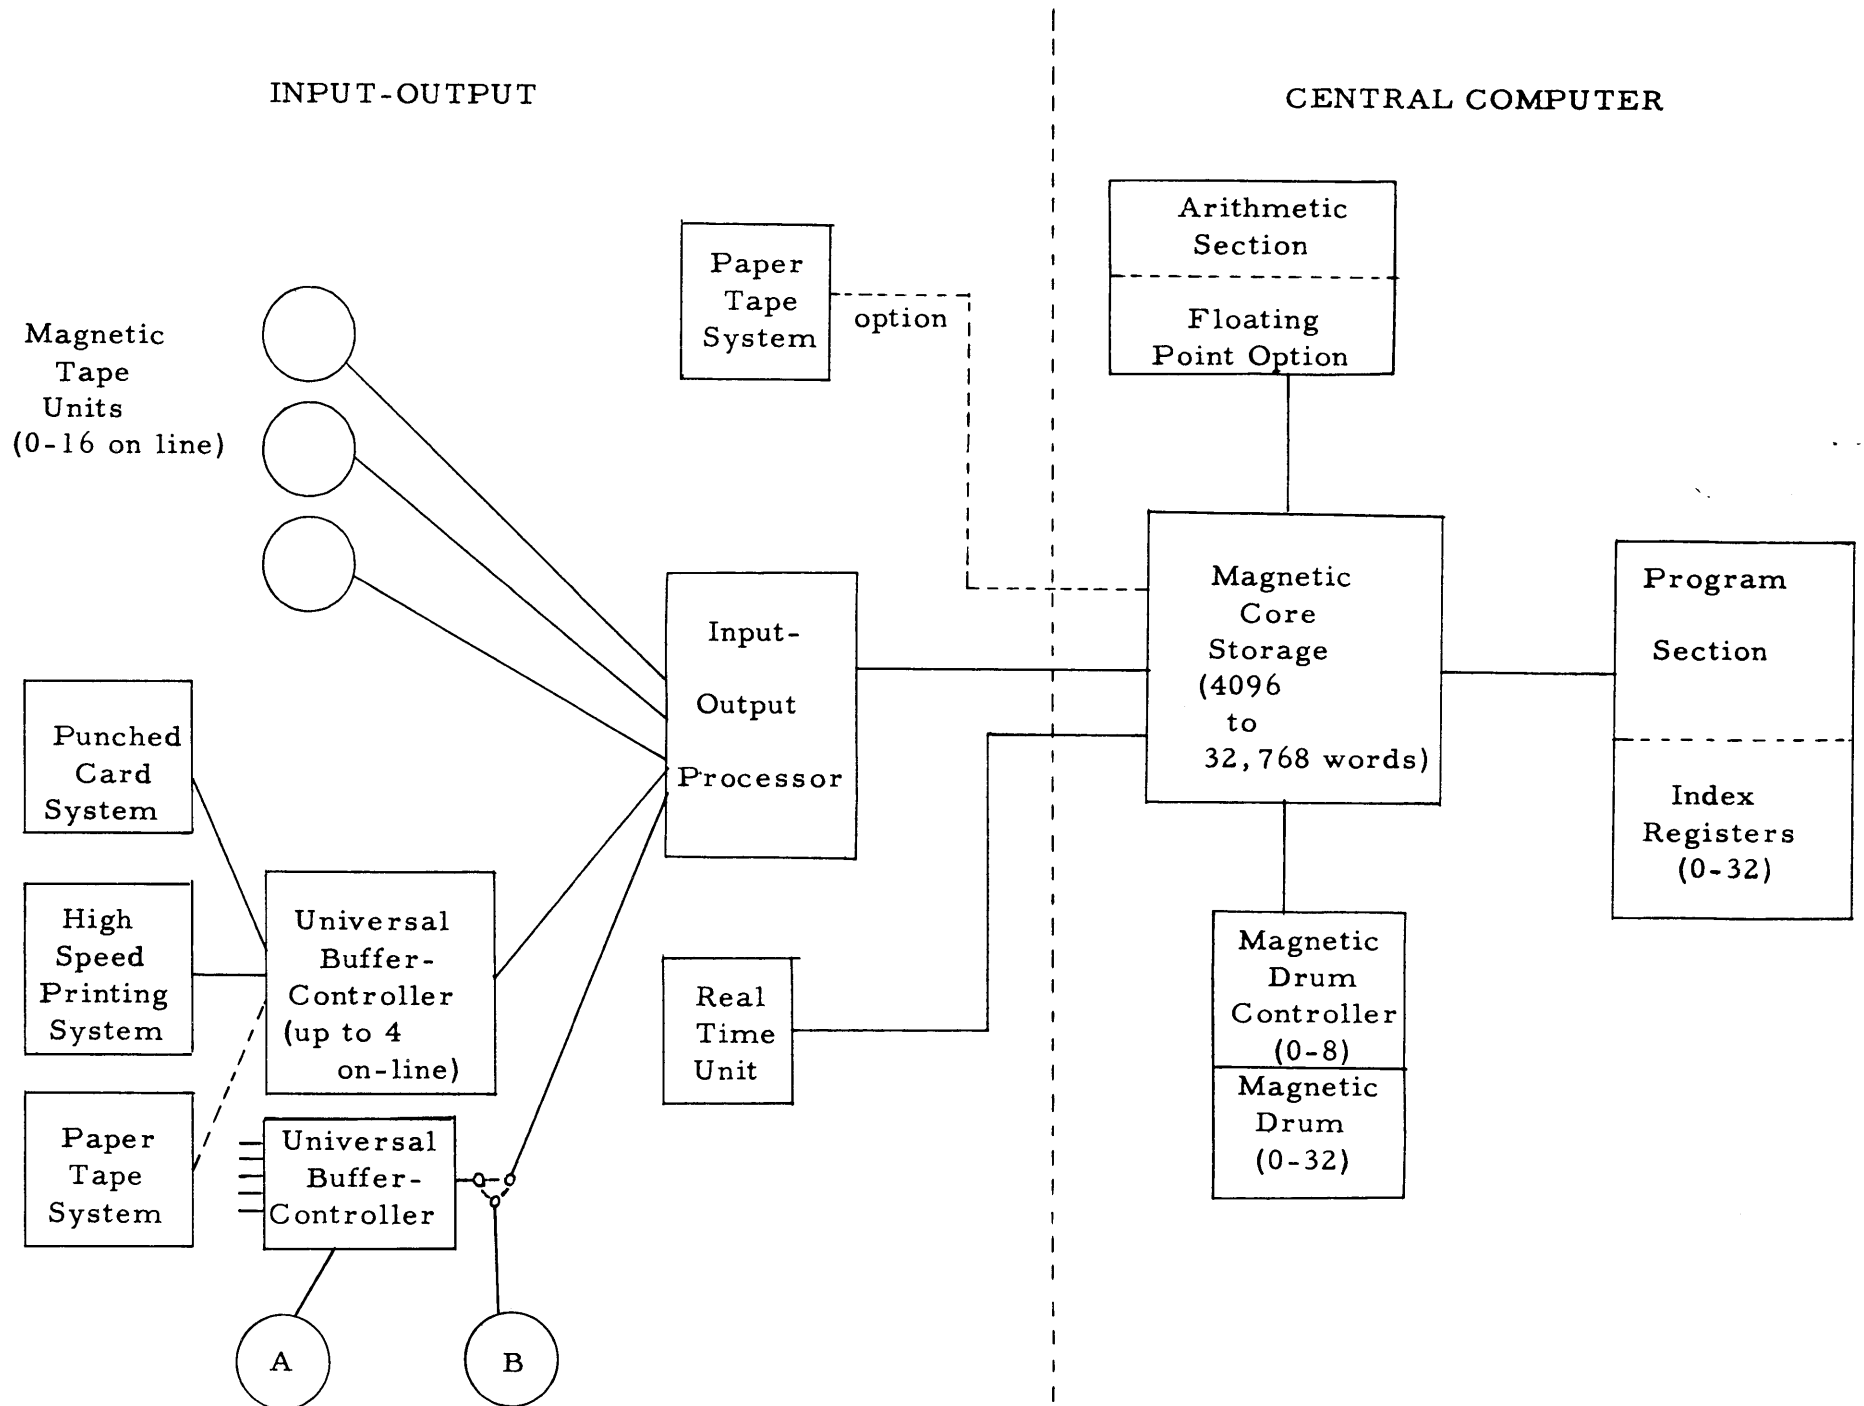 INPUT-OUTPUT
CENTRAL COMPUTER
Magnetic
Tape
Units
(0-16 on line)
Paper
Tape
System
option
Arithmetic
Section
Floating
Point Option
Input-
Output
Processor
Magnetic
Core
Storage
(4096
to
32,768 words)
Program
Section
Index
Registers
(0-32)
Punched
Card
System
High
Speed
Printing
System
Paper
Tape
System
Universal
Buffer-
Controller
(up to 4
on-line)
Universal
Buffer-
Controller
A
B
Real
Time
Unit
Magnetic
Drum
Controller
(0-8)
Magnetic
Drum
(0-32)